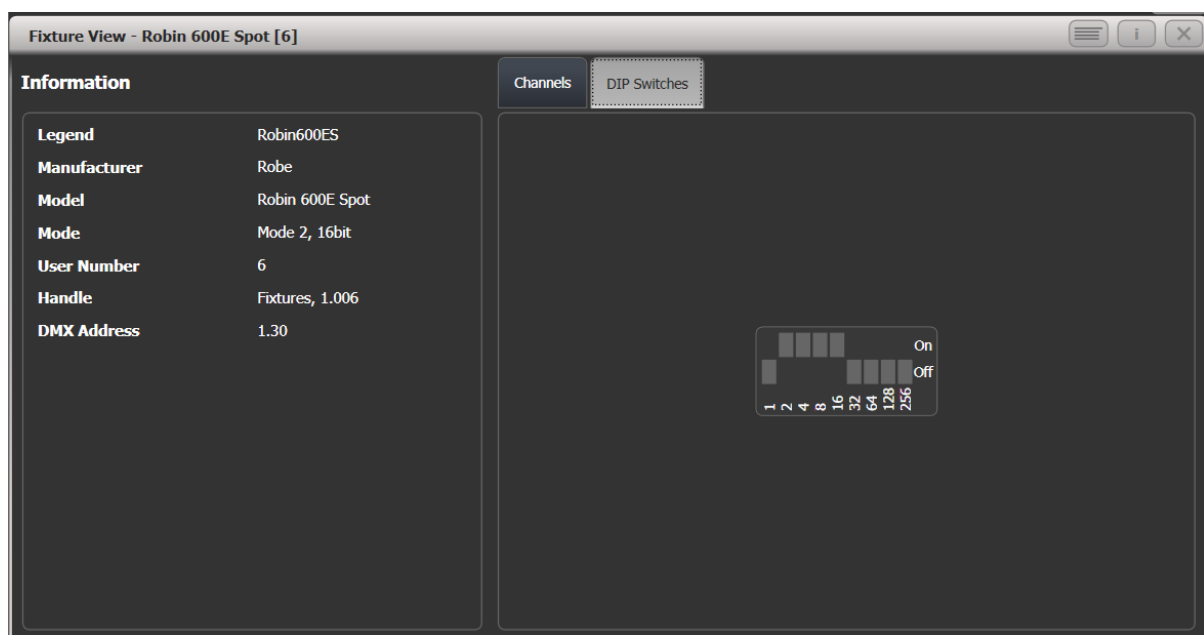 Fixture View - Robin 600E Spot [6]
i
Information
Channels
DIP Switches
Legend Robin600ES
Manufacturer Robe
Model Robin 600E Spot
Mode Mode 2, 16bit
User Number 6
Handle Fixtures, 1.006
DMX Address 1.30
On
Off
1 2 4 8 16 32 64 128 256